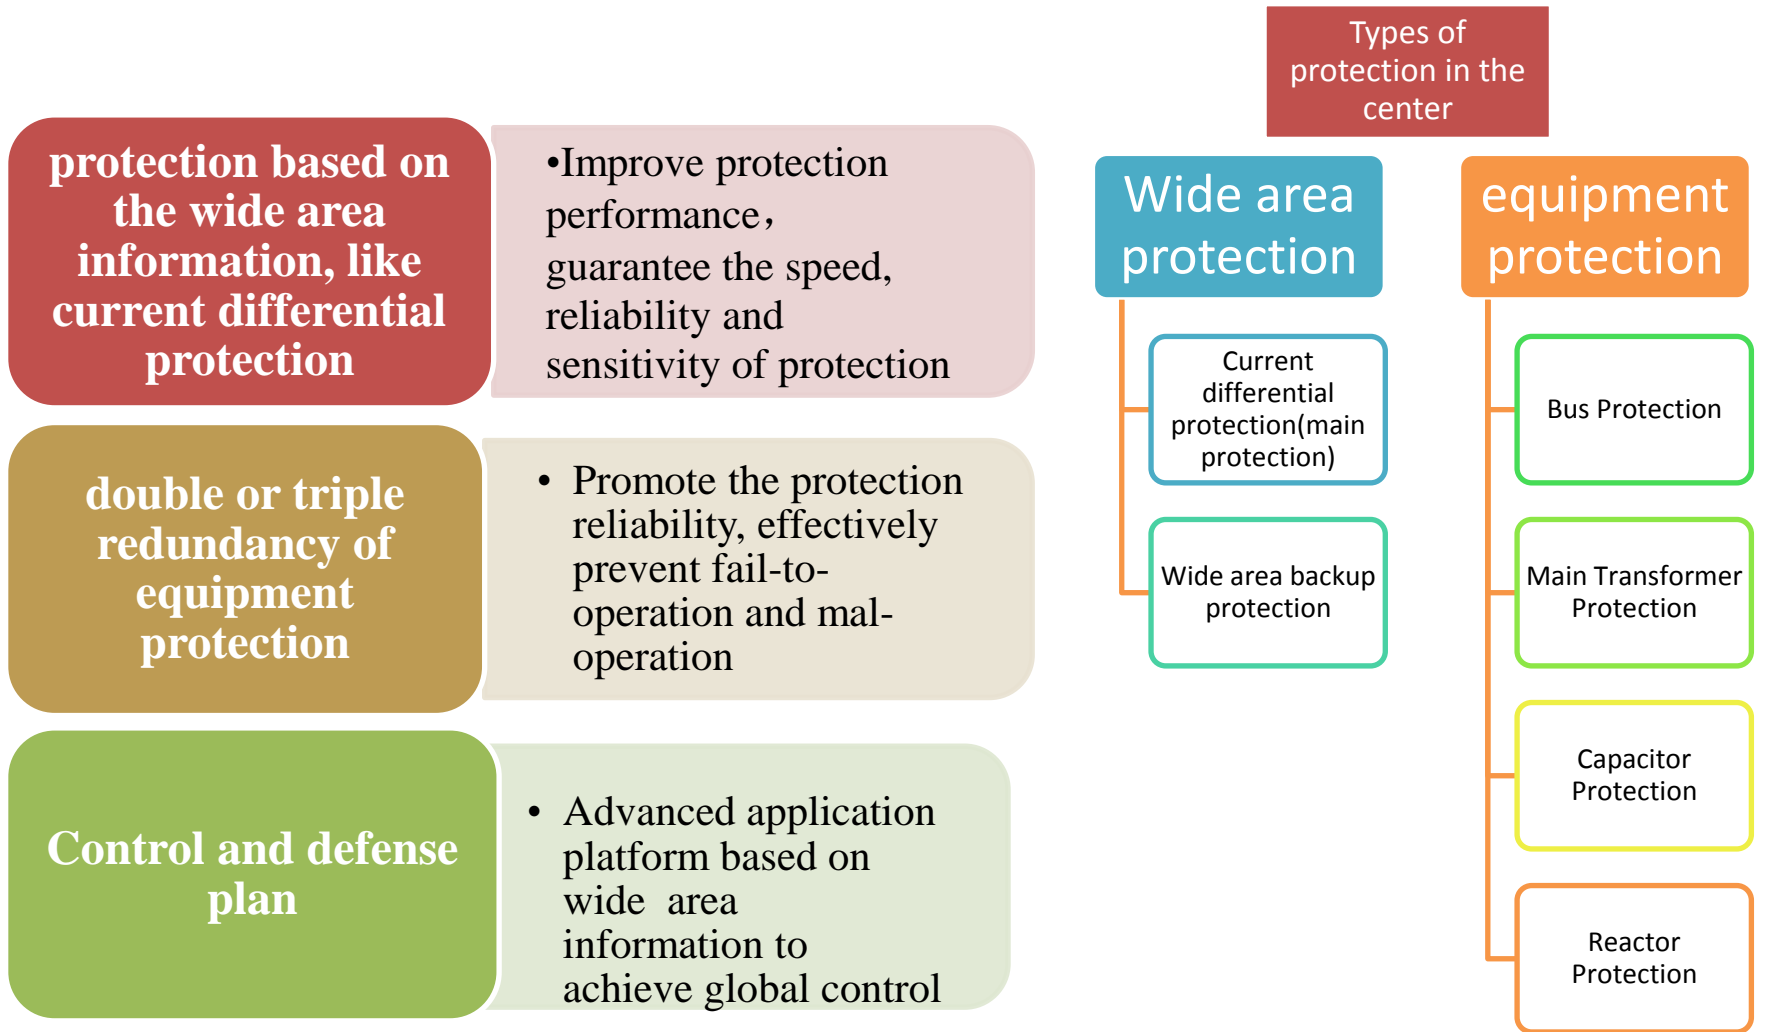 protection based on
the wide area
information, like
current differential
protection
•Improve protection
performance，
guarantee the speed,
reliability and
sensitivity of protection
double or triple
redundancy of
equipment
protection
• Promote the protection
reliability, effectively
prevent fail-to-
operation and mal-
operation
Control and defense
plan
• Advanced application
platform based on
wide  area
information to
achieve global control
Types of
protection in the
center
Wide area
protection
Current
differential
protection(main
protection)
Wide area backup
protection
equipment
protection
Bus Protection
Main Transformer
Protection
Capacitor
Protection
Reactor
Protection